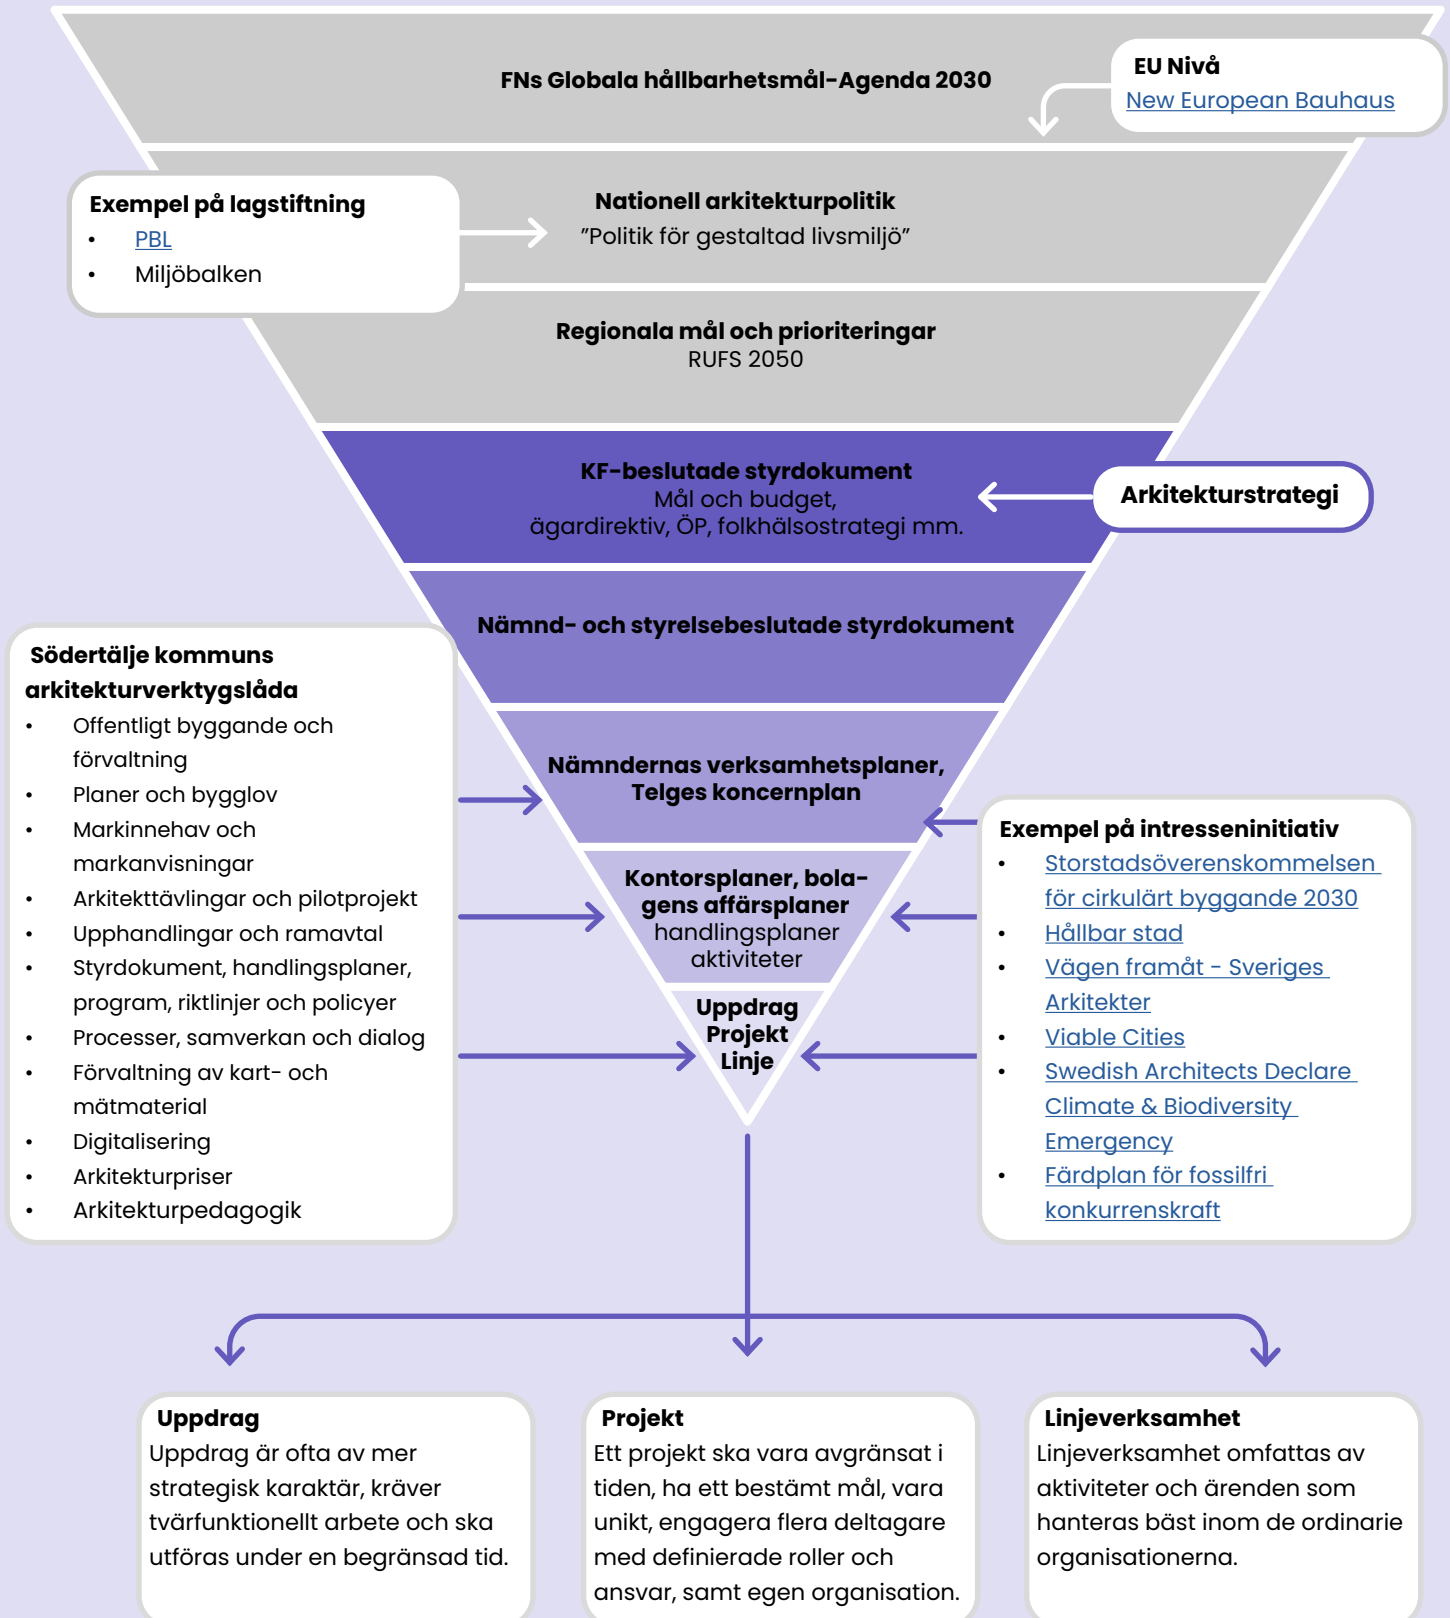 FNs Globala hållbarhetsmål-Agenda 2030
EU Nivå
New European Bauhaus
Exempel på lagstiftning
• PBL
• Miljöbalken
Nationell arkitekturpolitik
”Politik för gestaltad livsmiljö”
Regionala mål och prioriteringar
RUFS 2050
KF-beslutade styrdokument
Mål och budget,
ägardirektiv, ÖP, folkhälsostrategi mm.
Arkitekturstrategi
Nämnd- och styrelsebeslutade styrdokument
Södertälje kommuns
arkitekturverktygslåda
• Offentligt byggande och
förvaltning
• Planer och bygglov
• Markinnehav och
markanvisningar
• Arkitekttävlingar och pilotprojekt
• Upphandlingar och ramavtal
• Styrdokument, handlingsplaner,
program, riktlinjer och policyer
• Processer, samverkan och dialog
• Förvaltning av kart- och
mätmaterial
• Digitalisering
• Arkitekturpriser
• Arkitekturpedagogik
Nämndernas verksamhetsplaner,
Telges koncernplan
Kontorsplaner, bola-
gens affärsplaner
handlingsplaner
aktiviteter
Uppdrag
Projekt
Linje
Exempel på intresseninitiativ
• Storstadsöverenskommelsen
för cirkulärt byggande 2030
• Hållbar stad
• Vägen framåt - Sveriges
Arkitekter
• Viable Cities
• Swedish Architects Declare
Climate & Biodiversity
Emergency
• Färdplan för fossilfri
konkurrenskraft
Uppdrag
Uppdrag är ofta av mer
strategisk karaktär, kräver
tvärfunktionellt arbete och ska
utföras under en begränsad tid.
Projekt
Ett projekt ska vara avgränsat i
tiden, ha ett bestämt mål, vara
unikt, engagera flera deltagare
med definierade roller och
ansvar, samt egen organisation.
Linjeverksamhet
Linjeverksamhet omfattas av
aktiviteter och ärenden som
hanteras bäst inom de ordinarie
organisationerna.